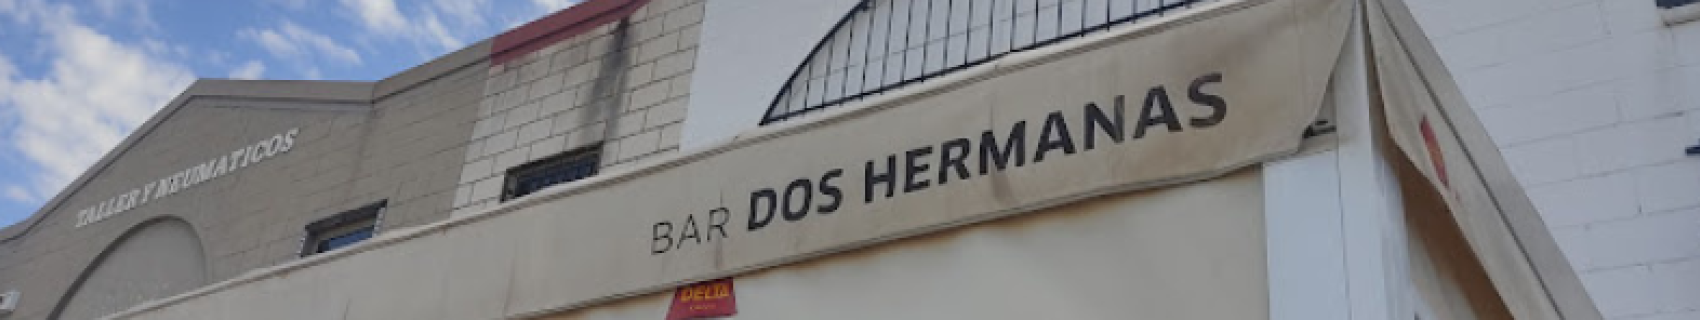 TALLER Y NEUMATICOS
BAR DOS HERMANAS
DELTA